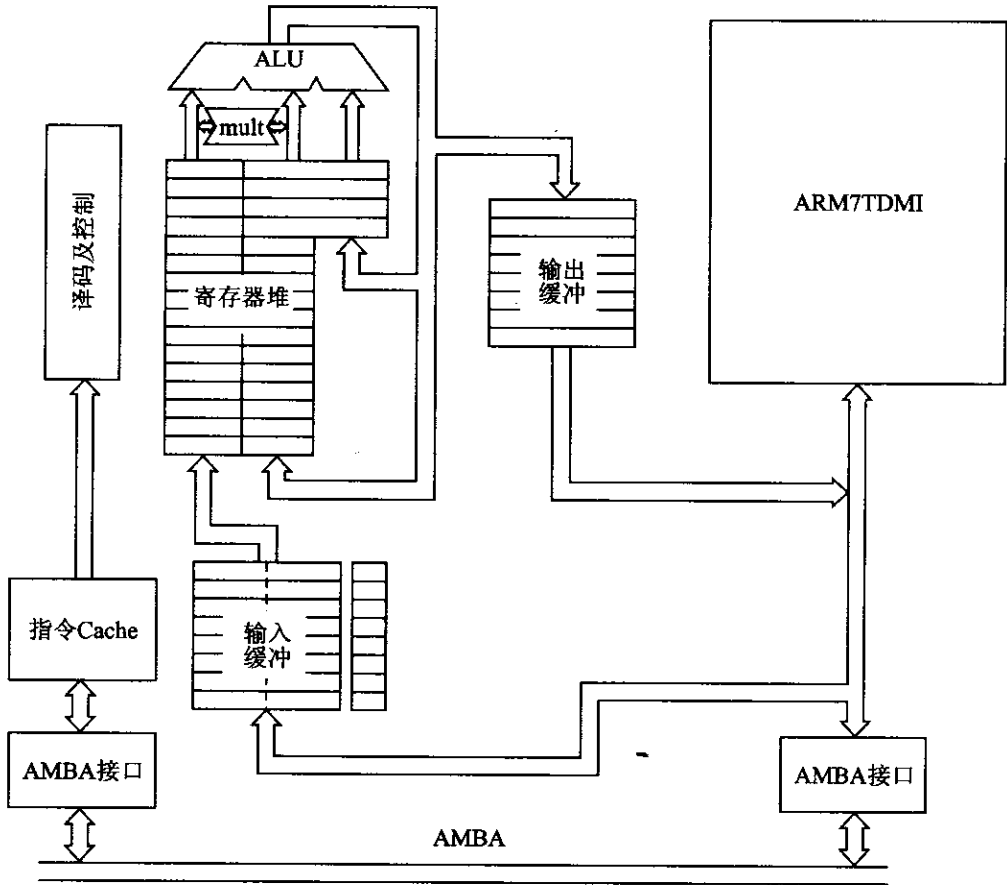 ALU
mult
译码及控制
ARM7TDMI
寄存器堆
输出
缓冲
指令Cache
输入
缓冲
AMBA接口
AMBA接口
AMBA